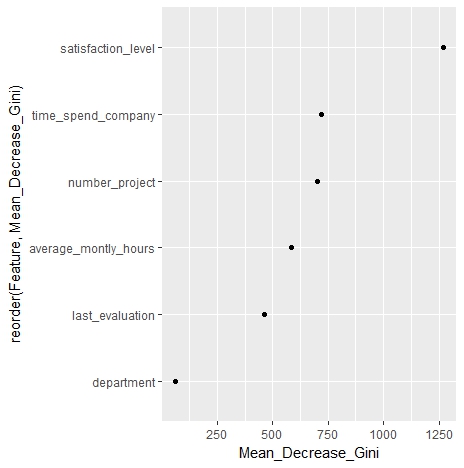 reorder(Feature, Mean_Decrease_Gini)
satisfaction_level
time_spend_company
number_project
average_montly_hours
last_evaluation
department
250 500 750 1000 1250
Mean_Decrease_Gini